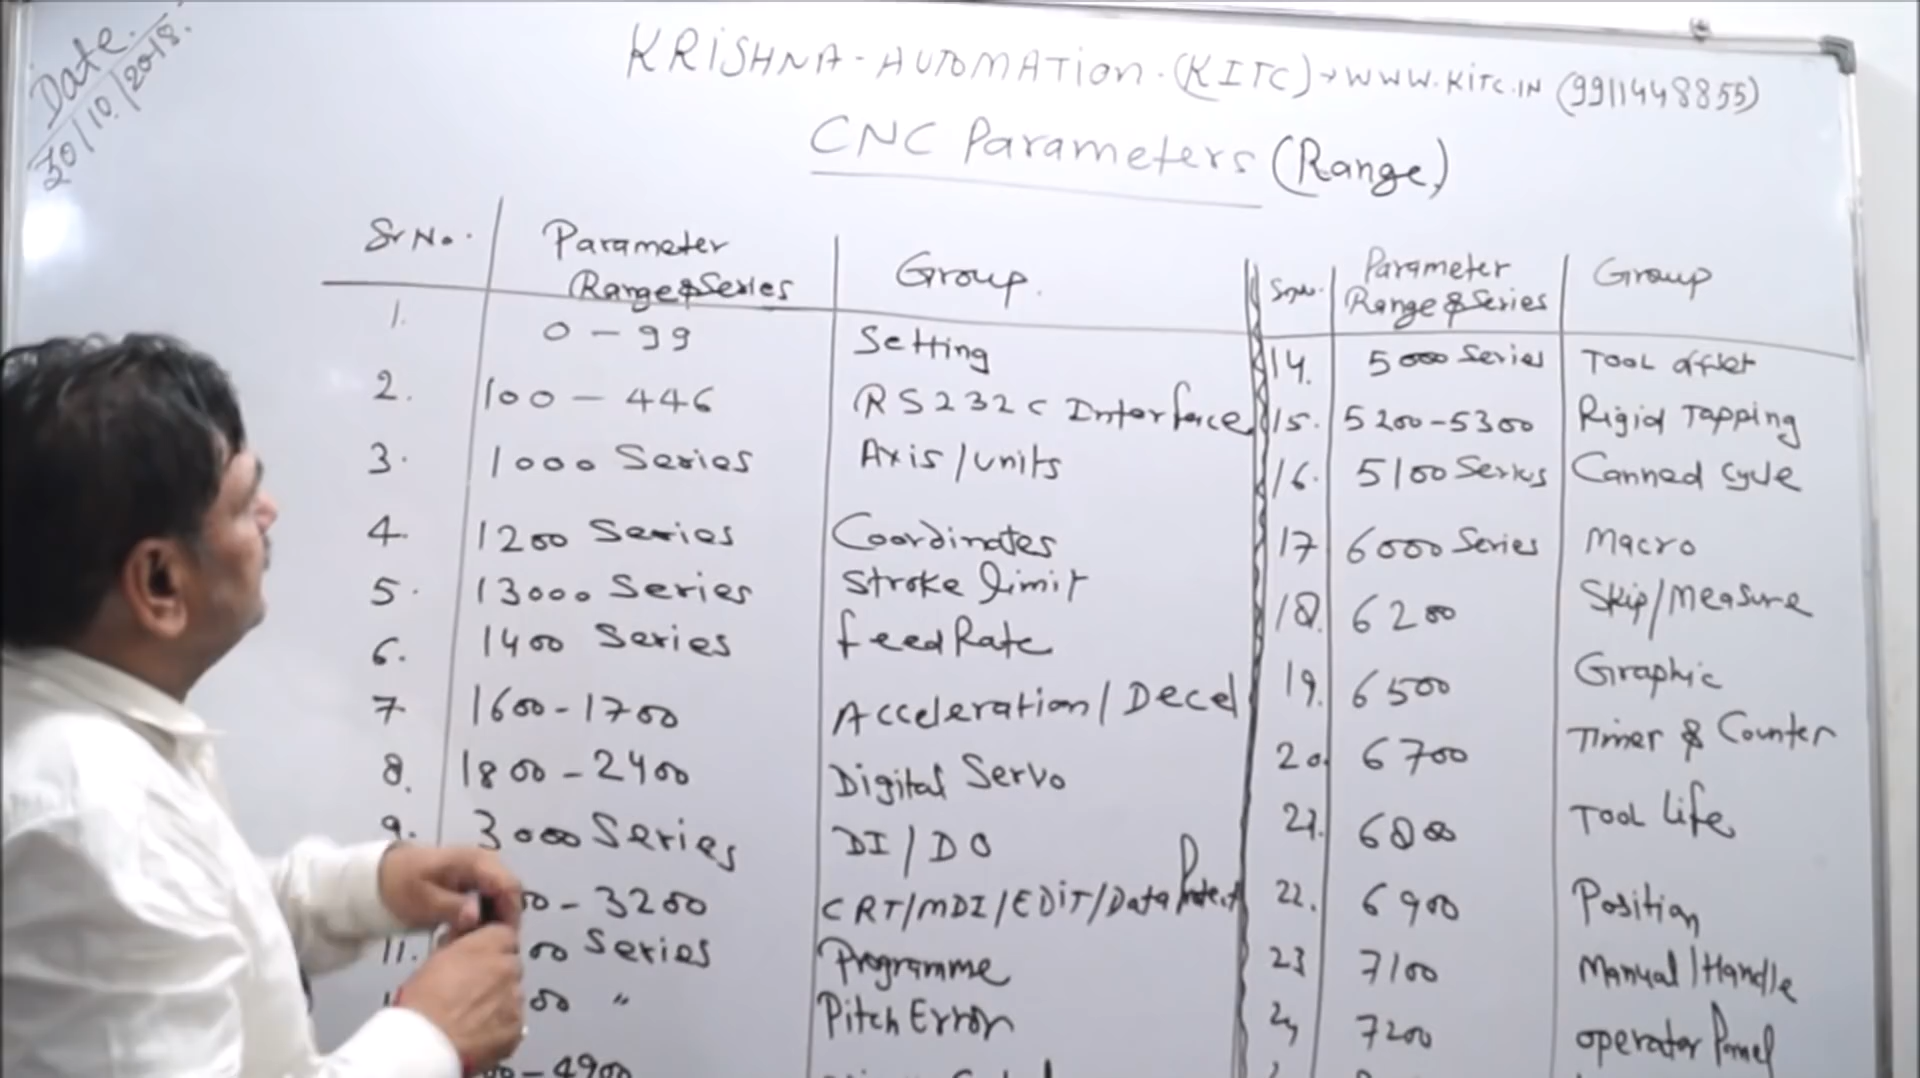 Date.
30/10/2018.
KRISHNA-AUTOMATION.(KITC)→WWW.KITC.IN (9911448855)
CNC Parameters (Range)
Sr No. Parameter Range & Series Group.
1. 0 - 99 Setting
2. 100 - 446 RS232C Interface
3. 1000 Series Axis/units
4. 1200 Series Coordinates
5. 13000 Series Stroke limit
6. 1400 Series feed Rate
7 1600-1700 Acceleration/Decel
8. 1800-2400 Digital Servo
9. 3000 Series DI/DO
00-3200 CRT/MDI/EDIT/Data Protect
11. 00 Series Programme
00 " Pitch Error
00-4900
Sr No. Parameter Range & Series Group
14. 5000 Series Tool offset
15. 5200-5300 Rigid Tapping
16. 5100 Series Canned Cycle
17 6000 Series Macro
18. 6200 Skip/Measure
19. 6500 Graphic
20. 6700 Timer & Counter
21. 6800 Tool Life
22. 6900 Position
23 7100 Manual/Handle
24 7200 operator Panel